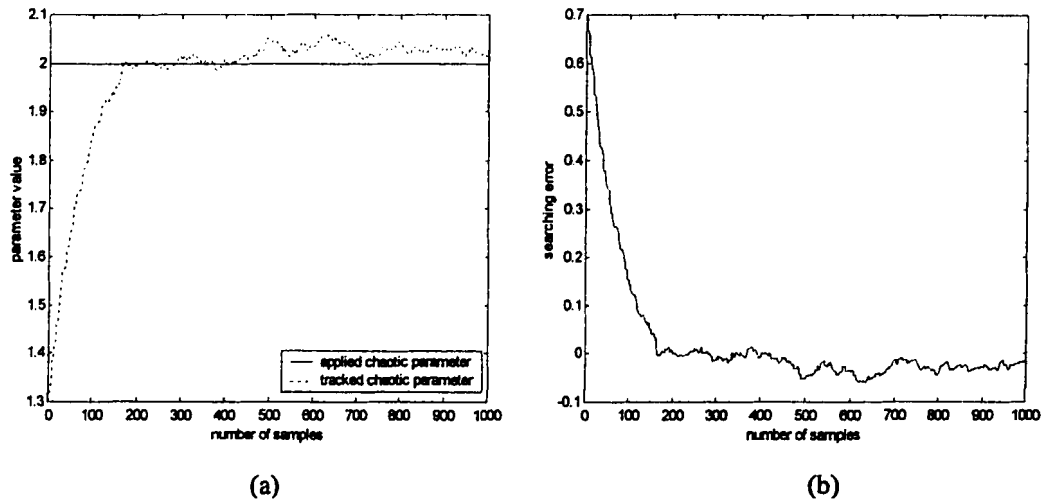 2.1
2
1.9
1.8
1.7
1.6
1.5
1.4
1.3
parameter value
0 100 200 300 400 500 600 700 800 900 1000
number of samples
applied chaotic parameter
tracked chaotic parameter
(a)
0.7
0.6
0.5
0.4
0.3
0.2
0.1
0
-0.1
searching error
0 100 200 300 400 500 600 700 800 900 1000
number of samples
(b)